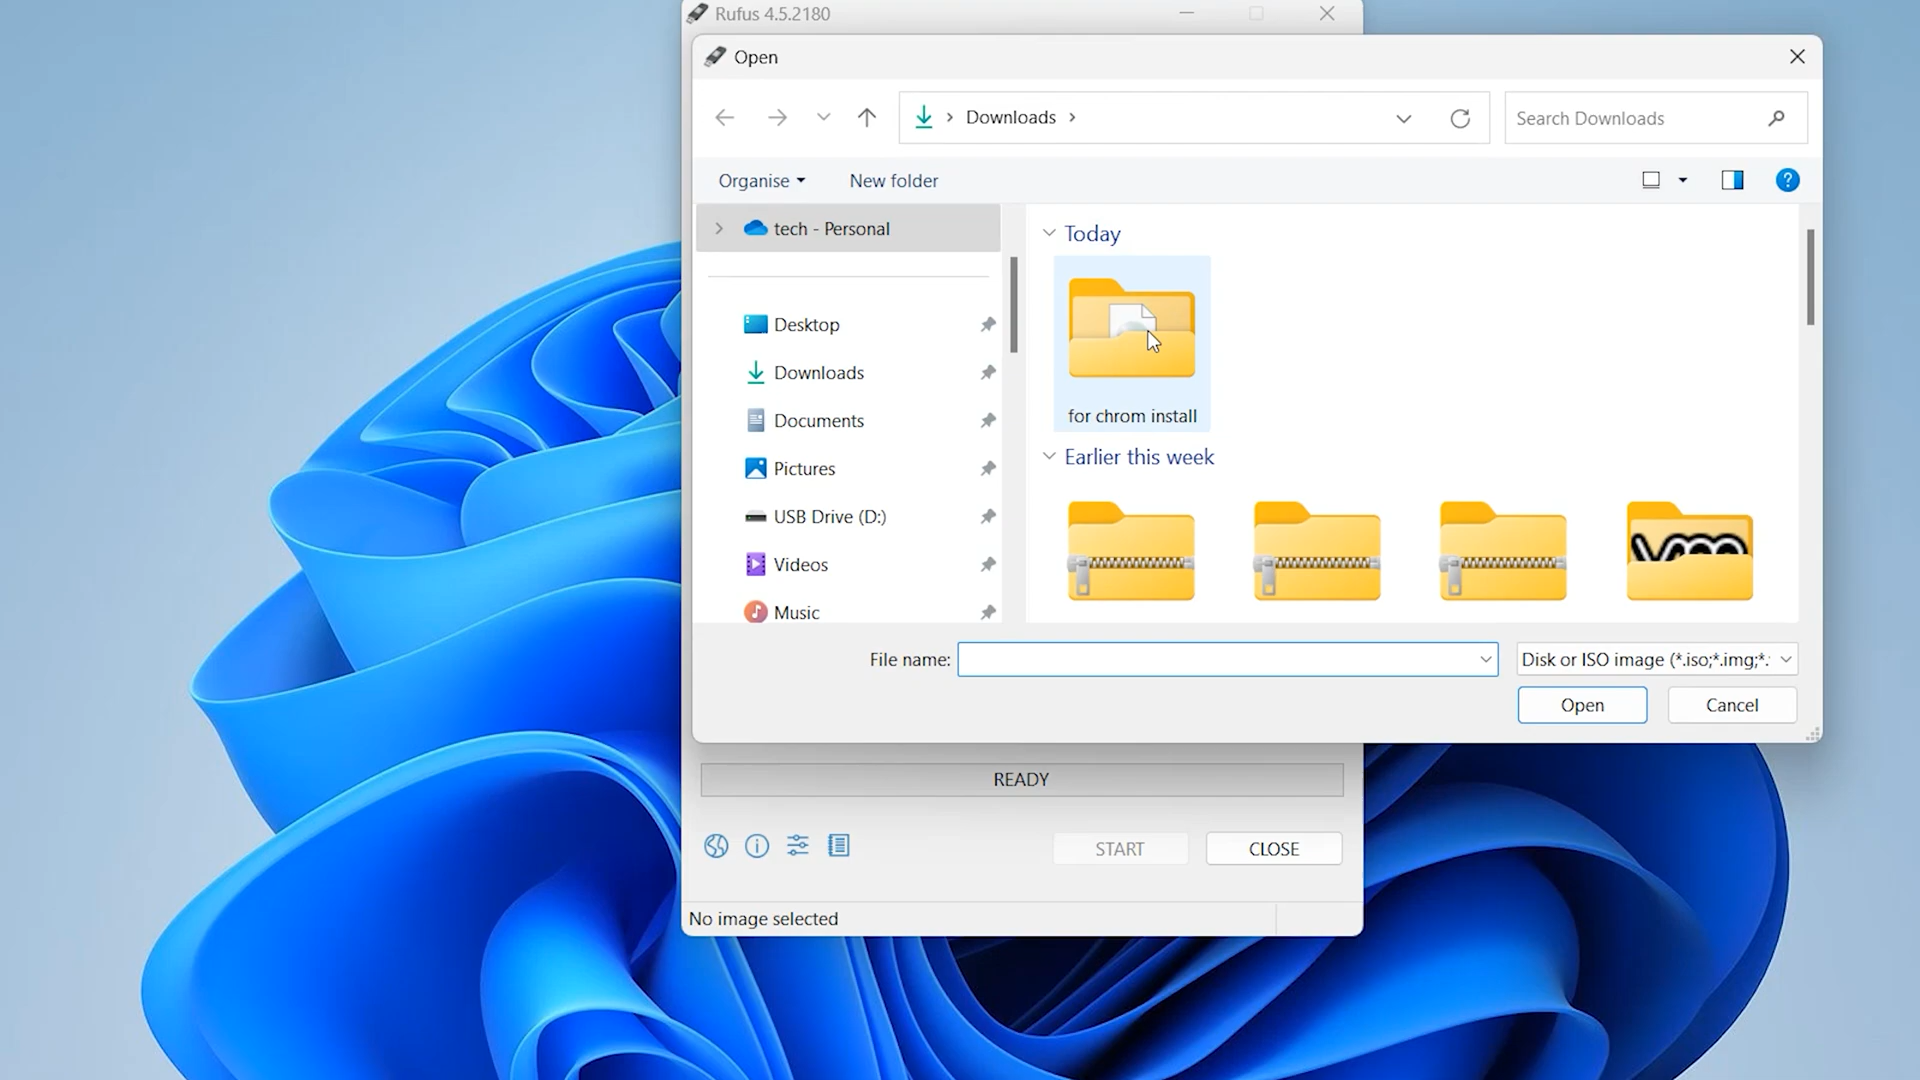 Rufus 4.5.2180
Open
Downloads
Search Downloads
Organise
New folder
?
tech - Personal
Desktop
Downloads
Documents
Pictures
USB Drive (D:)
Videos
Music
Today
for chrom install
Earlier this week
File name:
Disk or ISO image (*.iso;*.img;*.
Open
Cancel
READY
START
CLOSE
No image selected